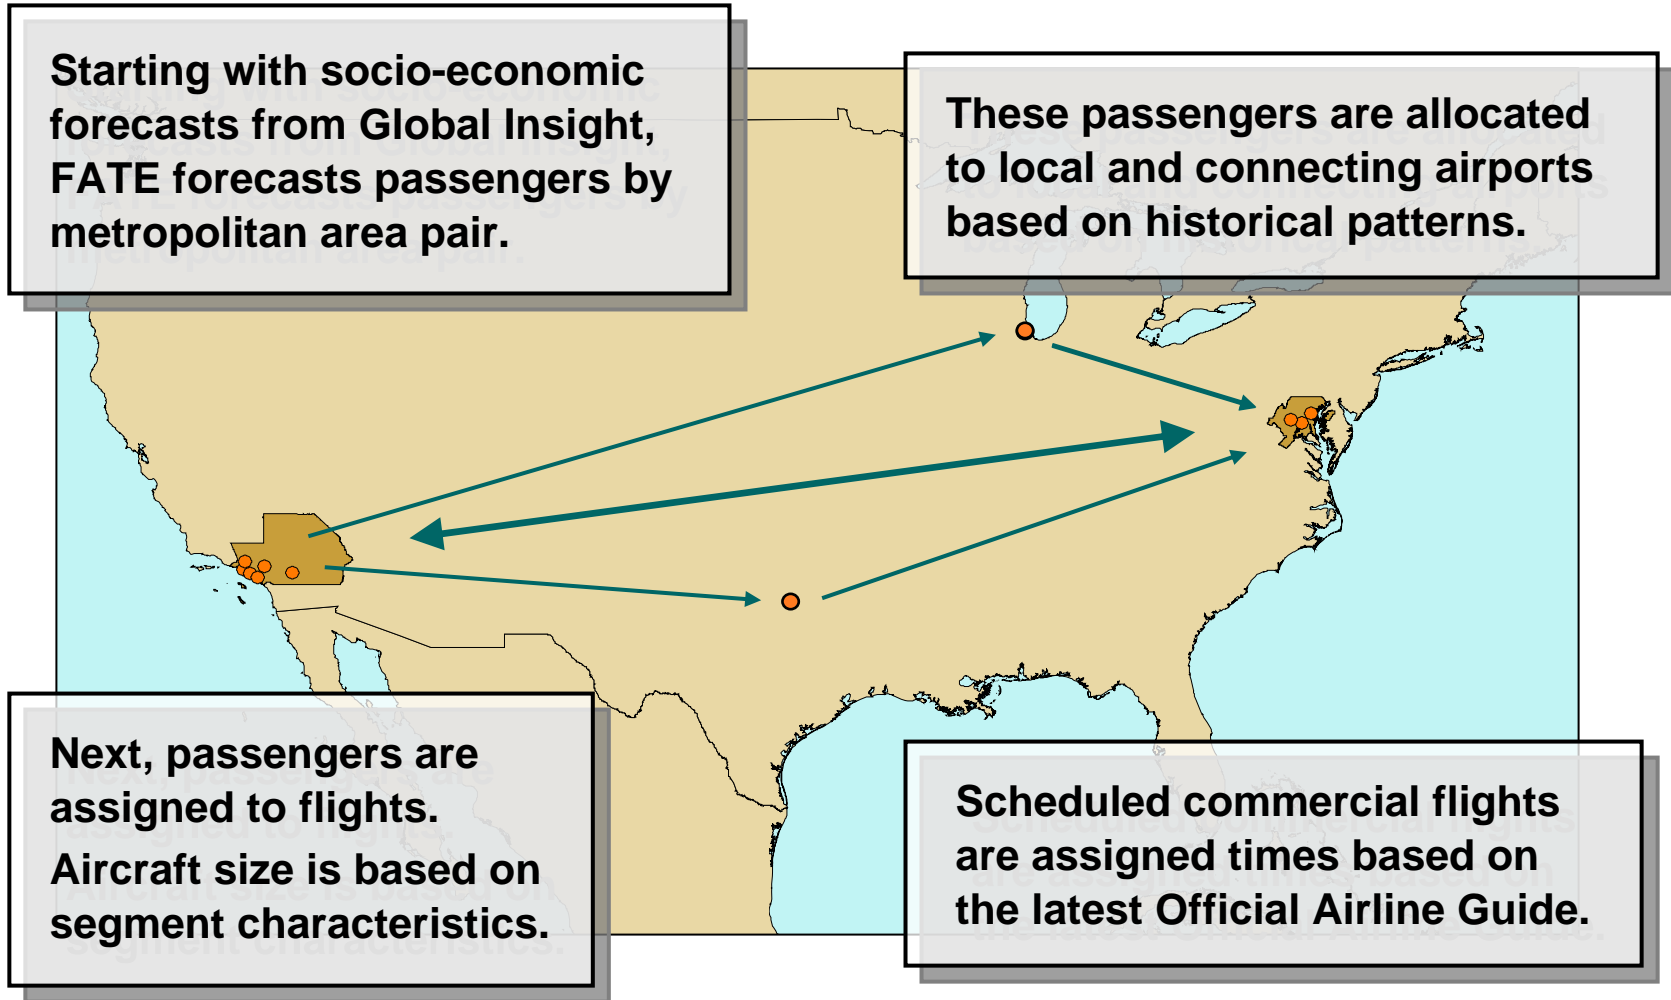 Starting with socio-economic
forecasts from Global Insight,
FATE forecasts passengers by
metropolitan area pair.
These passengers are allocated
to local and connecting airports
based on historical patterns.
Next, passengers are
assigned to flights.
Aircraft size is based on
segment characteristics.
Scheduled commercial flights
are assigned times based on
the latest Official Airline Guide.